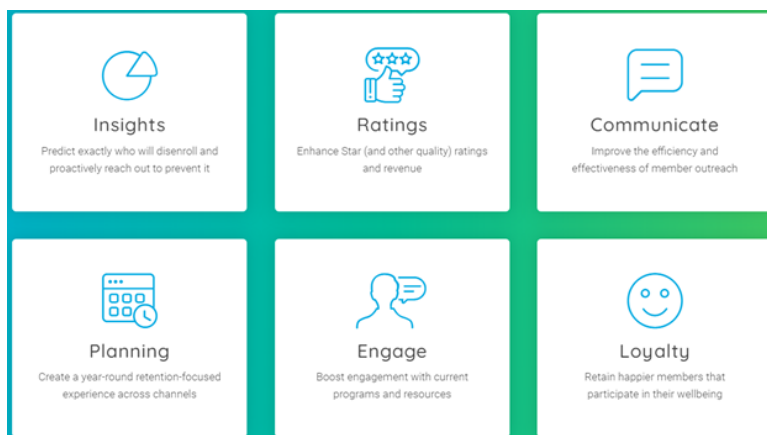 Insights
Predict exactly who will disenroll and
proactively reach out to prevent it
Ratings
Enhance Star (and other quality) ratings
and revenue
Communicate
Improve the efficiency and
effectiveness of member outreach
Planning
Create a year-round retention-focused
experience across channels
Engage
Boost engagement with current
programs and resources
Loyalty
Retain happier members that
participate in their wellbeing